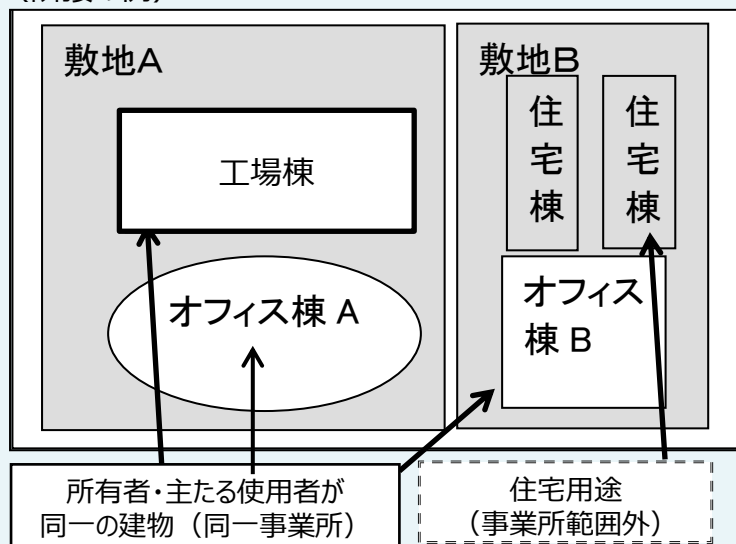 敷地A
敷地B
住宅棟
住宅棟
工場棟
オフィス棟 A
オフィス
棟 B
所有者・主たる使用者が
同一の建物（同一事業所）
住宅用途
（事業所範囲外）